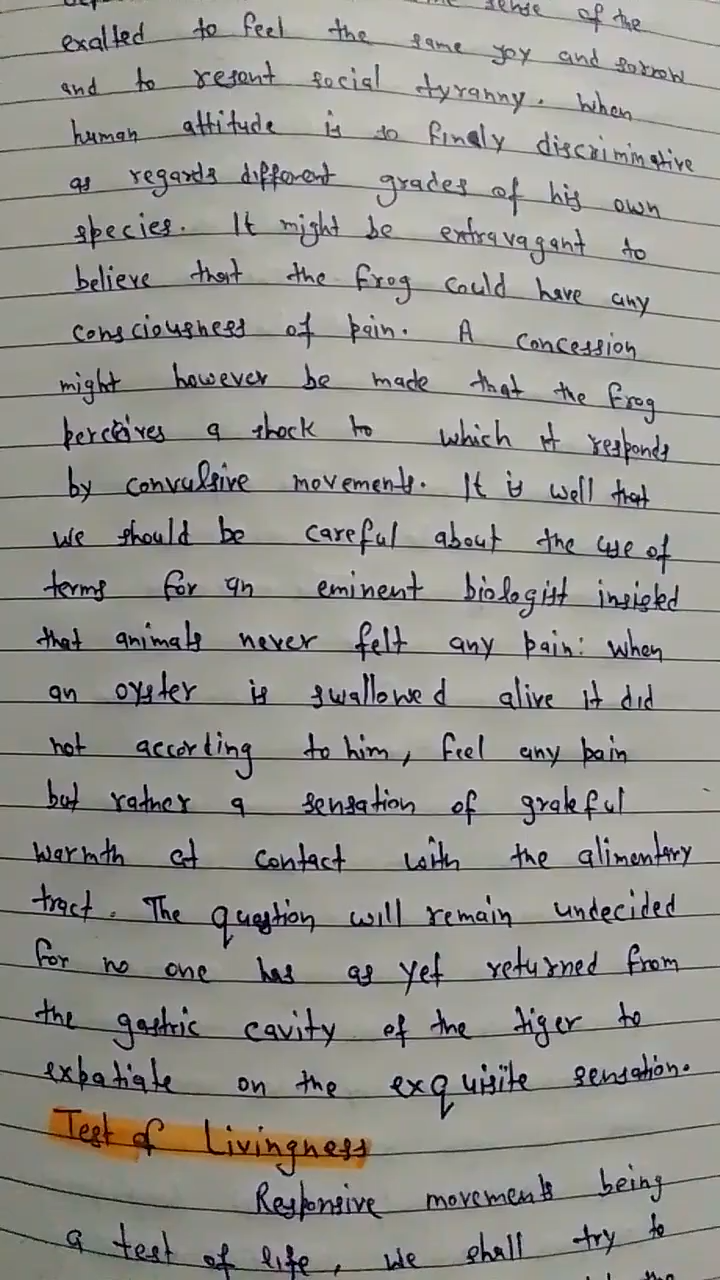 sense of the
exalted to feel the same joy and sorrow
and to resent social tyranny. When
human attitude is so finely discriminative
as regards different grades of his own
species. It might be extravagant to
believe that the frog could have any
consciousness of pain. A concession
might however be made that the frog
perceives a shock to which it responds
by convulsive movements. It is well that
we should be careful about the use of
terms for an eminent biologist insisted
that animals never felt any pain: when
an oyster is swallowed alive it did
not according to him, feel any pain
but rather a sensation of grateful
warmth at contact with the alimentary
tract. The question will remain undecided
for no one has as yet returned from
the gastric cavity of the tiger to
expatiate on the exquisite sensation.
Test of Livingness
Responsive movements being
a test of life, we shall try to